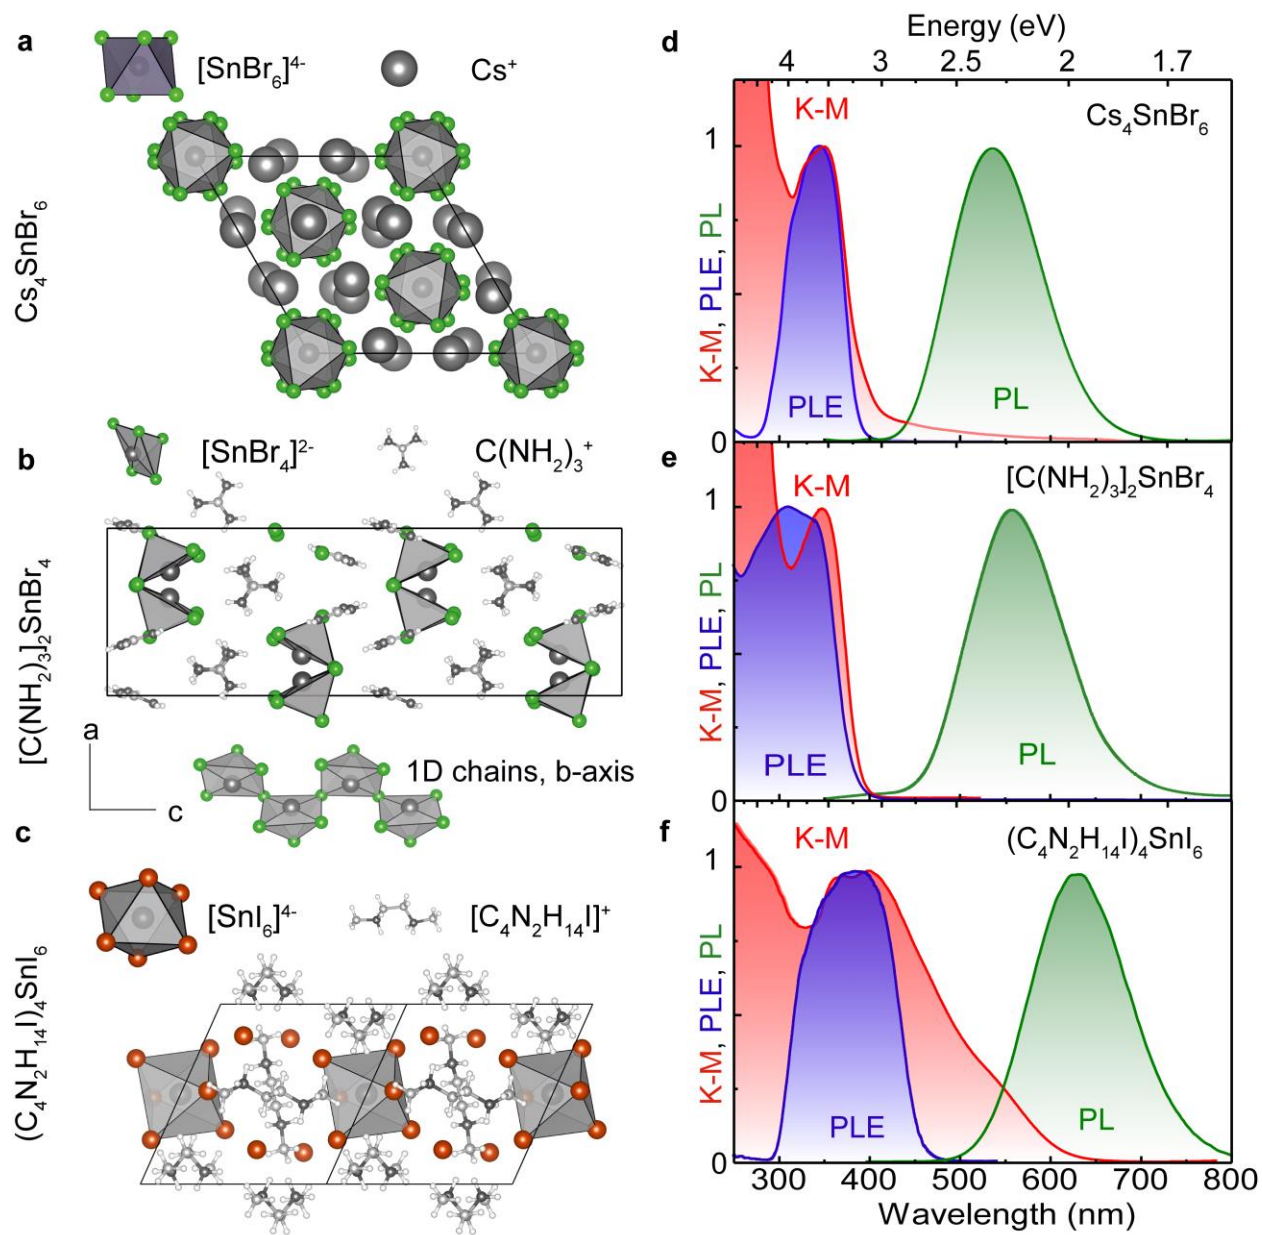 a
[SnBr₆]⁴⁻
Cs⁺
Cs₄SnBr₆
b
[SnBr₄]²⁻
C(NH₂)₃⁺
[C(NH₂)₃]₂SnBr₄
a
c
1D chains, b-axis
c
[SnI₆]⁴⁻
[C₄N₂H₁₄I]⁺
(C₄N₂H₁₄I)₄SnI₆
d
Energy (eV)
4 3 2.5 2 1.7
K-M
Cs₄SnBr₆
1
K-M, PLE, PL
PLE
PL
0
e
K-M
[C(NH₂)₃]₂SnBr₄
1
K-M, PLE, PL
PLE
PL
0
f
K-M
(C₄N₂H₁₄I)₄SnI₆
1
K-M, PLE, PL
PLE
PL
0
300 400 500 600 700 800
Wavelength (nm)